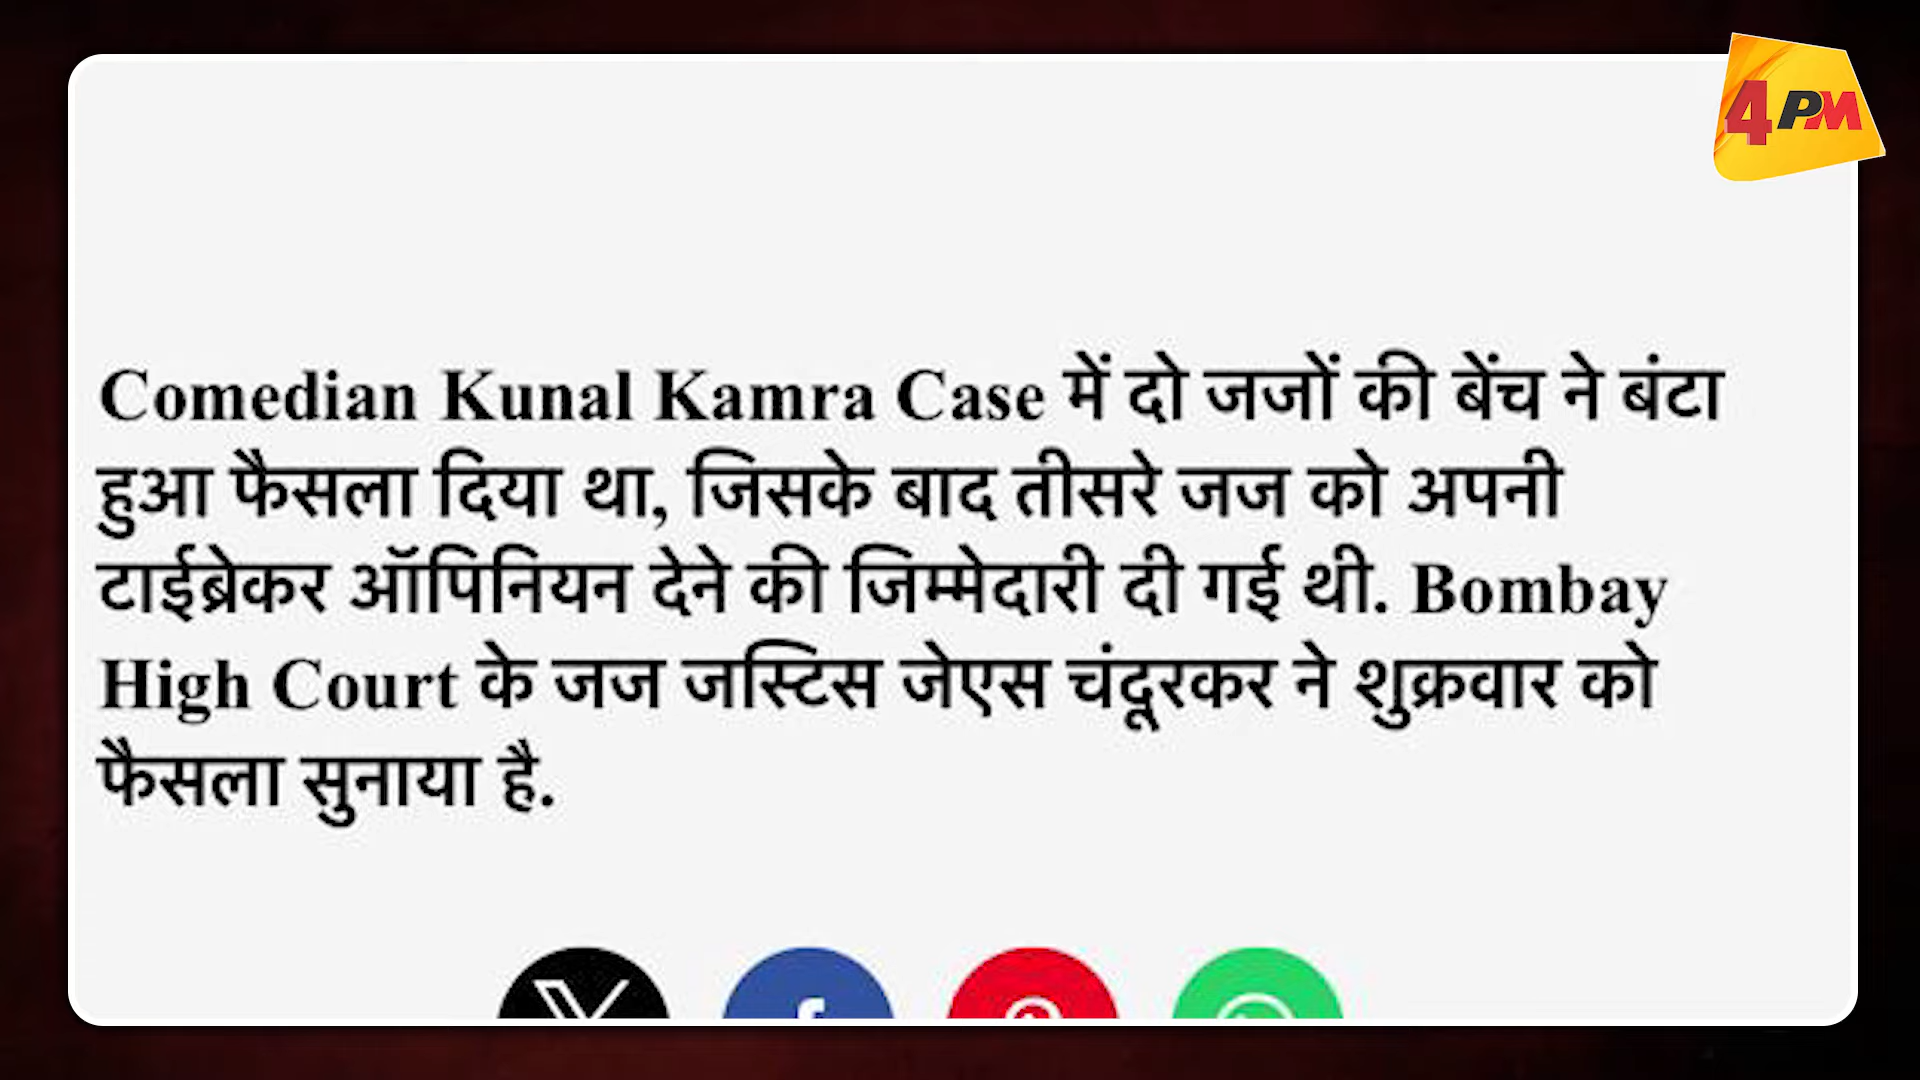 4PM
Comedian Kunal Kamra Case में दो जजों की बेंच ने बंटा
हुआ फैसला दिया था, जिसके बाद तीसरे जज को अपनी
टाईब्रेकर ऑपिनियन देने की जिम्मेदारी दी गई थी. Bombay
High Court के जज जस्टिस जेएस चंदूरकर ने शुक्रवार को
फैसला सुनाया है.